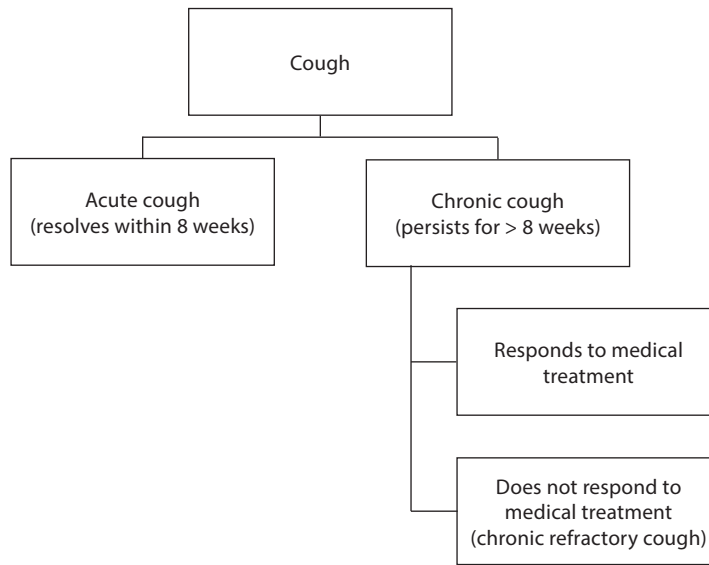 Cough
Acute cough
(resolves within 8 weeks)
Chronic cough
(persists for > 8 weeks)
Responds to medical
treatment
Does not respond to
medical treatment
(chronic refractory cough)